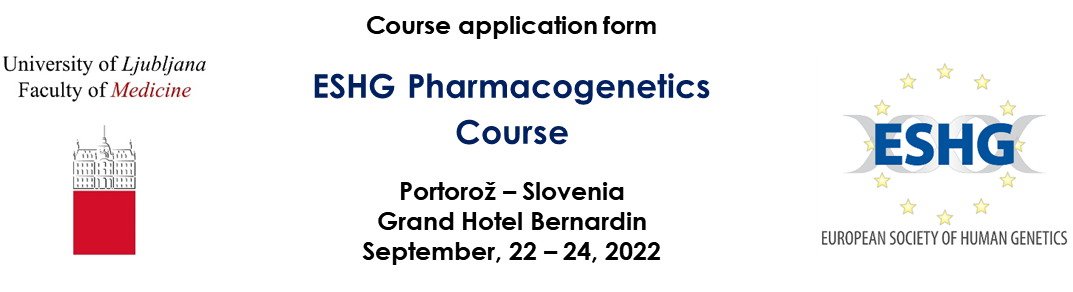 Course application form
University of Ljubljana
Faculty of Medicine
ESHG Pharmacogenetics
Course
Portorož – Slovenia
Grand Hotel Bernardin
September, 22 – 24, 2022
ESHG
EUROPEAN SOCIETY OF HUMAN GENETICS